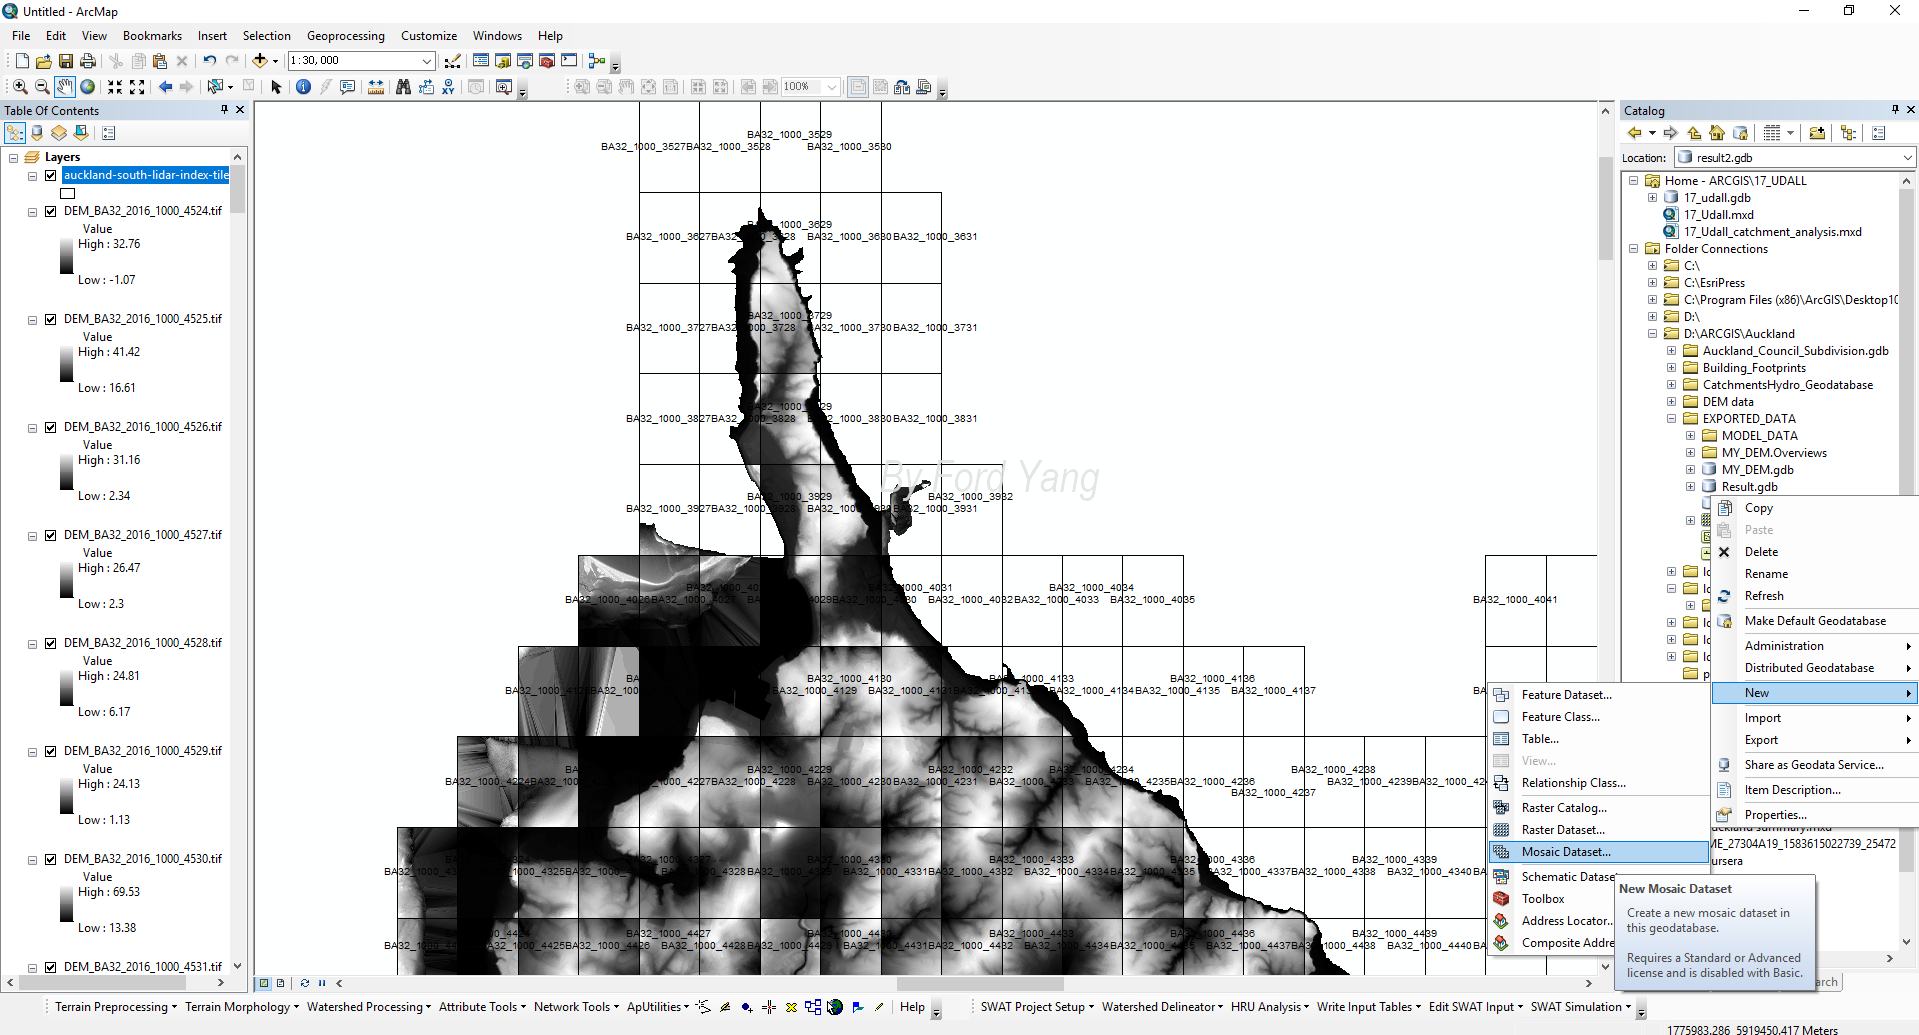 Untitled - ArcMap
File Edit View Bookmarks Insert Selection Geoprocessing Customize Windows Help
1:30,000
100%
Table Of Contents
Layers
auckland-south-lidar-index-tile
DEM_BA32_2016_1000_4524.tif
Value
High : 32.76
Low : -1.07
DEM_BA32_2016_1000_4525.tif
Value
High : 41.42
Low : 16.61
DEM_BA32_2016_1000_4526.tif
Value
High : 31.16
Low : 2.34
DEM_BA32_2016_1000_4527.tif
Value
High : 26.47
Low : 2.3
DEM_BA32_2016_1000_4528.tif
Value
High : 24.81
Low : 6.17
DEM_BA32_2016_1000_4529.tif
Value
High : 24.13
Low : 1.13
DEM_BA32_2016_1000_4530.tif
Value
High : 69.53
Low : 13.38
DEM_BA32_2016_1000_4531.tif
BA32_1000_3529
BA32_1000_3527 BA32_1000_3528 BA32_1000_3530
BA32_1000_3629
BA32_1000_3627 BA32_1000_3630 BA32_1000_3631
BA32_1000_3729
BA32_1000_3727 BA32_1000_3728 BA32_1000_3730 BA32_1000_3731
BA32_1000_3827 BA32_1000_3828 BA32_1000_3830 BA32_1000_3831
By Ford Yang
BA32_1000_3929 BA32_1000_3932
BA32_1000_3927 BA32_1000_3928 BA32_1000_3931
BA32_1000_4031 BA32_1000_4034
BA32_1000_4026 BA32_1000_4027 BA32_1000_4032 BA32_1000_4033 BA32_1000_4035 BA32_1000_4041
BA32_1000_4130 BA32_1000_4133 BA32_1000_4136
BA32_1000_4129 BA32_1000_4131 BA32_1000_4134 BA32_1000_4135 BA32_1000_4137
BA32_1000_4229 BA32_1000_4232 BA32_1000_4234 BA32_1000_4238
BA32_1000_4224 BA32_1000_4227 BA32_1000_4228 BA32_1000_4230 BA32_1000_4231 BA32_1000_4233 BA32_1000_4235 BA32_1000_4236 BA32_1000_4239
BA32_1000_4237
BA32_1000_4327 BA32_1000_4330 BA32_1000_4333 BA32_1000_4336 BA32_1000_4339
BA32_1000_4325 BA32_1000_4328 BA32_1000_4329 BA32_1000_4331 BA32_1000_4332 BA32_1000_4334 BA32_1000_4335 BA32_1000_4337 BA32_1000_4338 BA32_1000_4340
BA32_1000_4427 BA32_1000_4430 BA32_1000_4433 BA32_1000_4436 BA32_1000_4439
BA32_1000_4425 BA32_1000_4426 BA32_1000_4428 BA32_1000_4429 BA32_1000_4431 BA32_1000_4432 BA32_1000_4434 BA32_1000_4435 BA32_1000_4437 BA32_1000_4438 BA32_1000_4440
Catalog
Location: result2.gdb
Home - ARCGIS\17_UDALL
17_udall.gdb
17_Udall.mxd
17_Udall_catchment_analysis.mxd
Folder Connections
C:\
C:\EsriPress
C:\Program Files (x86)\ArcGIS\Desktop10
D:\
D:\ARCGIS\Auckland
Auckland_Council_Subdivision.gdb
Building_Footprints
CatchmentsHydro_Geodatabase
DEM data
EXPORTED_DATA
MODEL_DATA
MY_DEM.Overviews
MY_DEM.gdb
Result.gdb
Copy
Paste
Delete
Rename
Refresh
Make Default Geodatabase
Administration
Distributed Geodatabase
New
Import
Export
Share as Geodata Service...
Item Description...
Properties...
ME_27304A19_1583615022739_25472
ursera
Feature Dataset...
Feature Class...
Table...
View...
Relationship Class...
Raster Catalog...
Raster Dataset...
Mosaic Dataset...
Schematic Datase
Toolbox
Address Locator..
Composite Addre
New Mosaic Dataset
Create a new mosaic dataset in
this geodatabase.
Requires a Standard or Advanced
license and is disabled with Basic.
arch
Terrain Preprocessing Terrain Morphology Watershed Processing Attribute Tools Network Tools ApUtilities Help SWAT Project Setup Watershed Delineator HRU Analysis Write Input Tables Edit SWAT Input SWAT Simulation
1775983.286 5919450.417 Meters